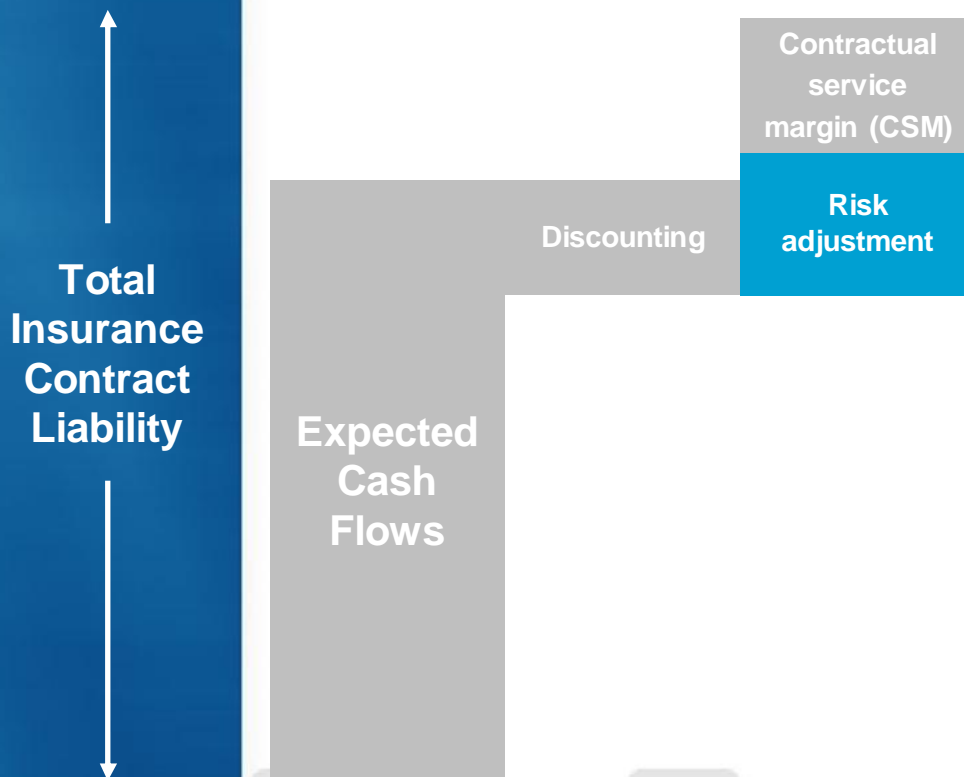 Total
Insurance
Contract
Liability
Expected
Cash
Flows
Discounting
Contractual
service
margin (CSM)
Risk
adjustment